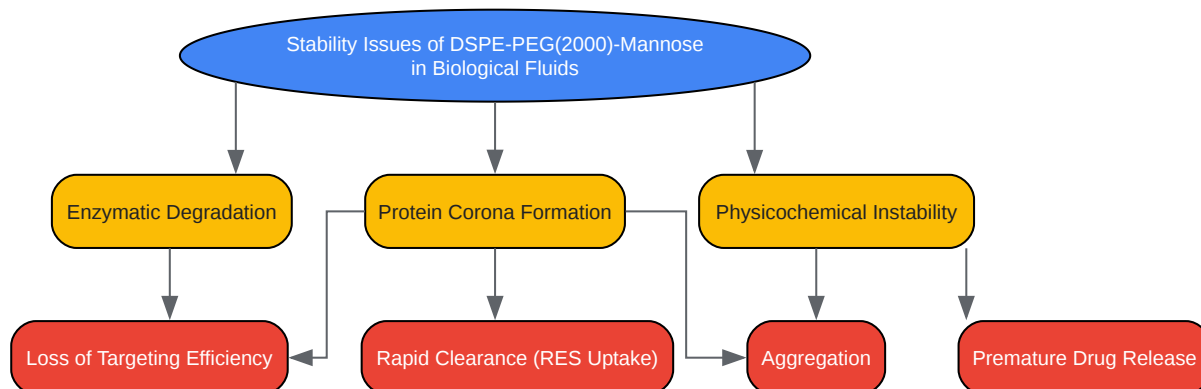 Stability Issues of DSPE-PEG(2000)-Mannose
in Biological Fluids
Enzymatic Degradation
Protein Corona Formation
Physicochemical Instability
Loss of Targeting Efficiency
Rapid Clearance (RES Uptake)
Aggregation
Premature Drug Release